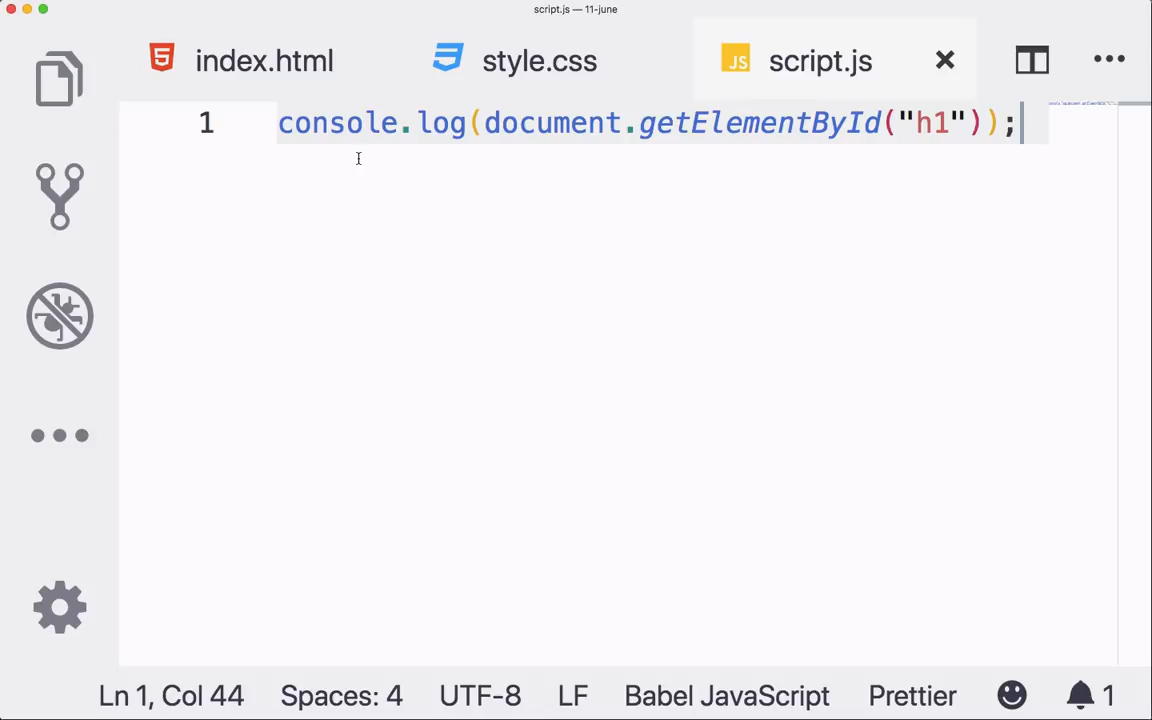 script.js — 11-june
index.html
style.css
JS script.js
1 console.log(document.getElementById("h1"));
Ln 1, Col 44 Spaces: 4 UTF-8 LF Babel JavaScript Prettier 1